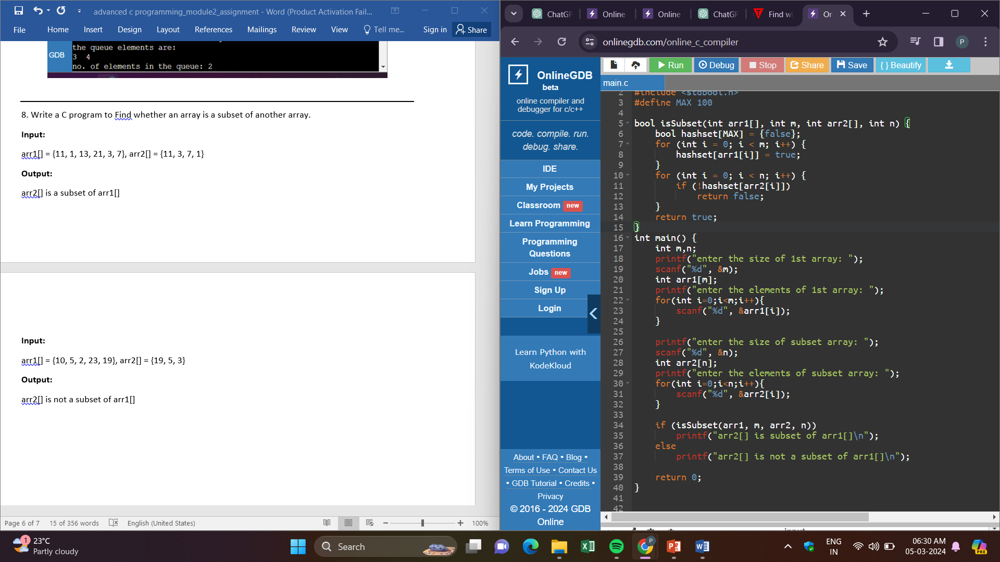 advanced c programming_module2_assignment - Word (Product Activation Fail...
File Home Insert Design Layout References Mailings Review View Tell me... Sign in Share
GDB
the queue elements are:
3 4
no. of elements in the queue: 2
8. Write a C program to Find whether an array is a subset of another array.
Input:
arr1[] = {11, 1, 13, 21, 3, 7}, arr2[] = {11, 3, 7, 1}
Output:
arr2[] is a subset of arr1[]
Input:
arr1[] = {10, 5, 2, 23, 19}, arr2[] = {19, 5, 3}
Output:
arr2[] is not a subset of arr1[]
Page 6 of 7 15 of 356 words English (United States) 100%
ChatGP Online Online ChatGP Find wh On
onlinegdb.com/online_c_compiler P
OnlineGDB
beta
online compiler and
debugger for c/c++
code. compile. run.
debug. share.
IDE
My Projects
Classroom new
Learn Programming
Programming
Questions
Jobs new
Sign Up
Login
Learn Python with
KodeKloud
About • FAQ • Blog •
Terms of Use • Contact Us
• GDB Tutorial • Credits •
Privacy
© 2016 - 2024 GDB
Online
Run Debug Stop Share Save { } Beautify
main.c
2 #include <stdbool.h>
3 #define MAX 100
4
5 bool isSubset(int arr1[], int m, int arr2[], int n) {
6 bool hashset[MAX] = {false};
7 for (int i = 0; i < m; i++) {
8 hashset[arr1[i]] = true;
9 }
10 for (int i = 0; i < n; i++) {
11 if (!hashset[arr2[i]])
12 return false;
13 }
14 return true;
15 }
16 int main() {
17 int m,n;
18 printf("enter the size of 1st array: ");
19 scanf("%d", &m);
20 int arr1[m];
21 printf("enter the elements of 1st array: ");
22 for(int i=0;i<m;i++){
23 scanf("%d", &arr1[i]);
24 }
25
26 printf("enter the size of subset array: ");
27 scanf("%d", &n);
28 int arr2[n];
29 printf("enter the elements of subset array: ");
30 for(int i=0;i<n;i++){
31 scanf("%d", &arr2[i]);
32 }
33
34 if (isSubset(arr1, m, arr2, n))
35 printf("arr2[] is subset of arr1[]\n");
36 else
37 printf("arr2[] is not a subset of arr1[]\n");
38
39 return 0;
40 }
41
42
input
1
23°C
Partly cloudy
Search
P
ENG
IN
06:30 AM
05-03-2024
PRE